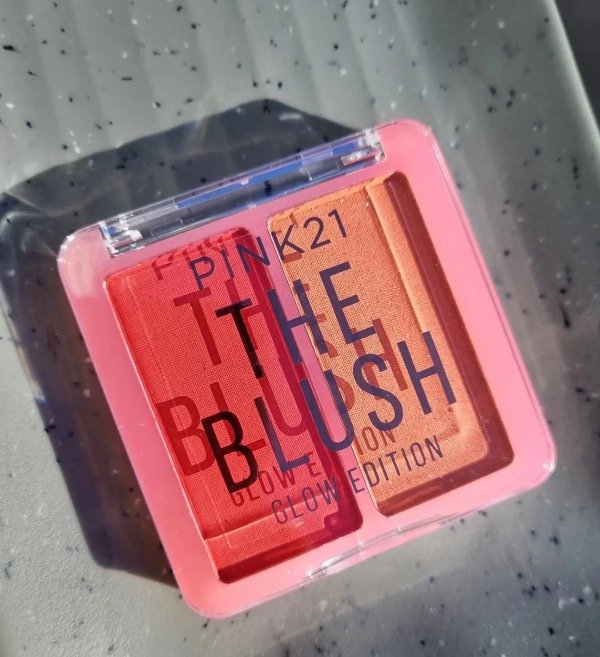 PINK21
THE
BLUSH
GLOW EDITION